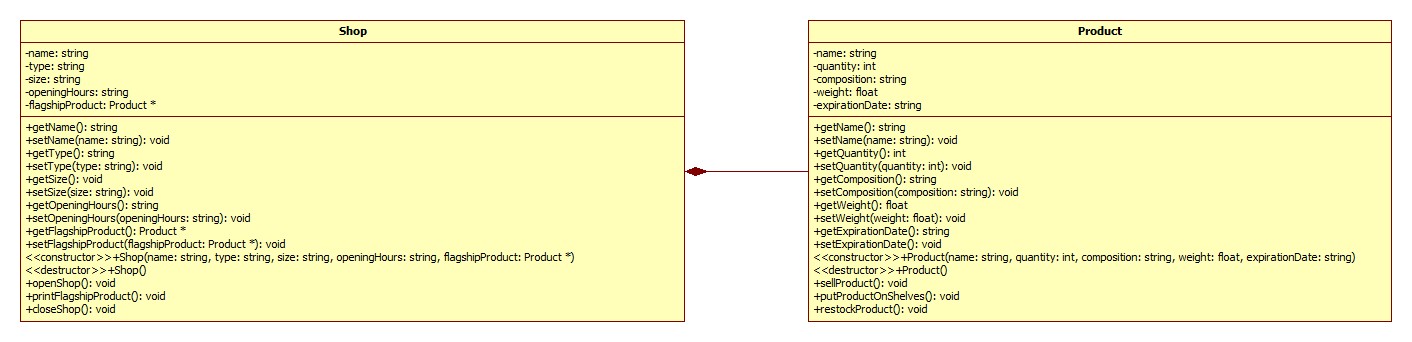 Shop
-name: string
-type: string
-size: string
-openingHours: string
-flagshipProduct: Product *
+getName(): string
+setName(name: string): void
+getType(): string
+setType(type: string): void
+getSize(): void
+setSize(size: string): void
+getOpeningHours(): string
+setOpeningHours(openingHours: string): void
+getFlagshipProduct(): Product *
+setFlagshipProduct(flagshipProduct: Product *): void
<<constructor>>+Shop(name: string, type: string, size: string, openingHours: string, flagshipProduct: Product *)
<<destructor>>+Shop()
+openShop(): void
+printFlagshipProduct(): void
+closeShop(): void
Product
-name: string
-quantity: int
-composition: string
-weight: float
-expirationDate: string
+getName(): string
+setName(name: string): void
+getQuantity(): int
+setQuantity(quantity: int): void
+getComposition(): string
+setComposition(composition: string): void
+getWeight(): float
+setWeight(weight: float): void
+getExpirationDate(): string
+setExpirationDate(): void
<<constructor>>+Product(name: string, quantity: int, composition: string, weight: float, expirationDate: string)
<<destructor>>+Product()
+sellProduct(): void
+putProductOnShelves(): void
+restockProduct(): void